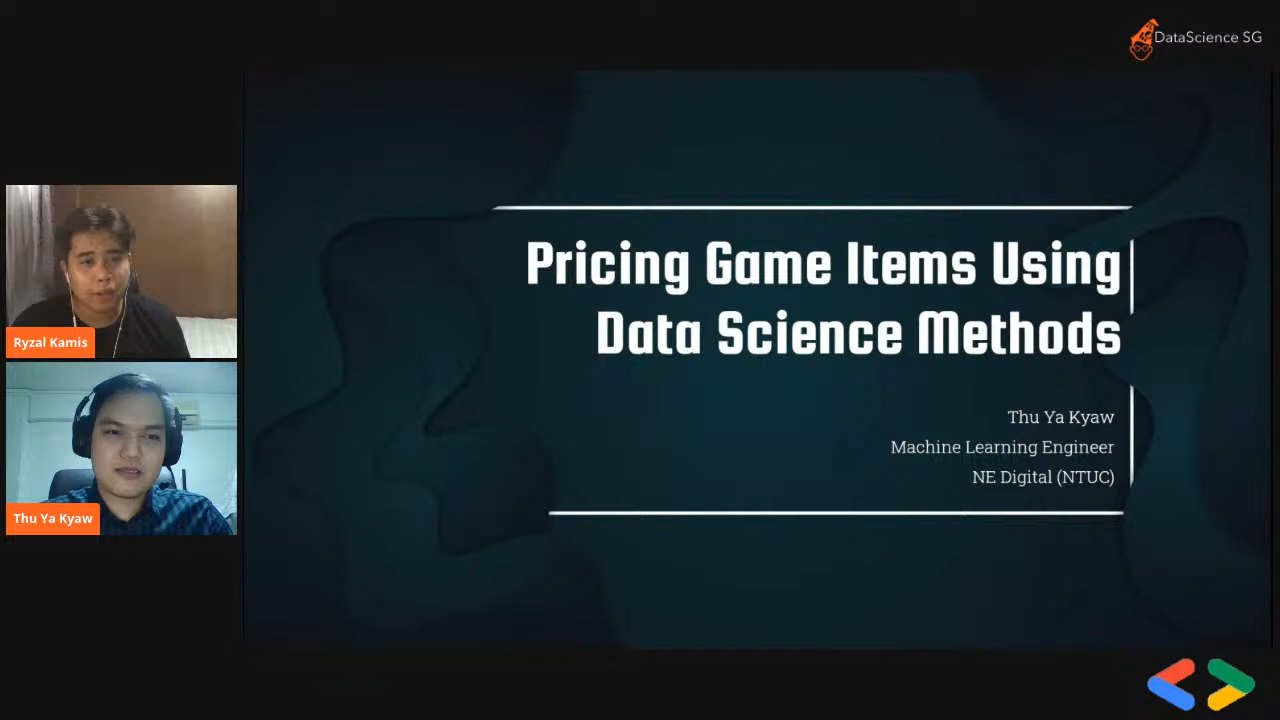 DataScience SG
Pricing Game Items Using
Data Science Methods
Thu Ya Kyaw
Machine Learning Engineer
NE Digital (NTUC)
Ryzal Kamis
Thu Ya Kyaw